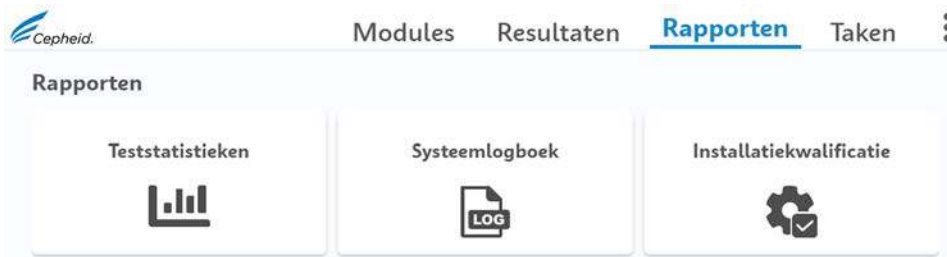 Cepheid.
Modules Resultaten Rapporten Taken
Rapporten
Teststatistieken Systeemlogboek Installatiekwalificatie
LOG